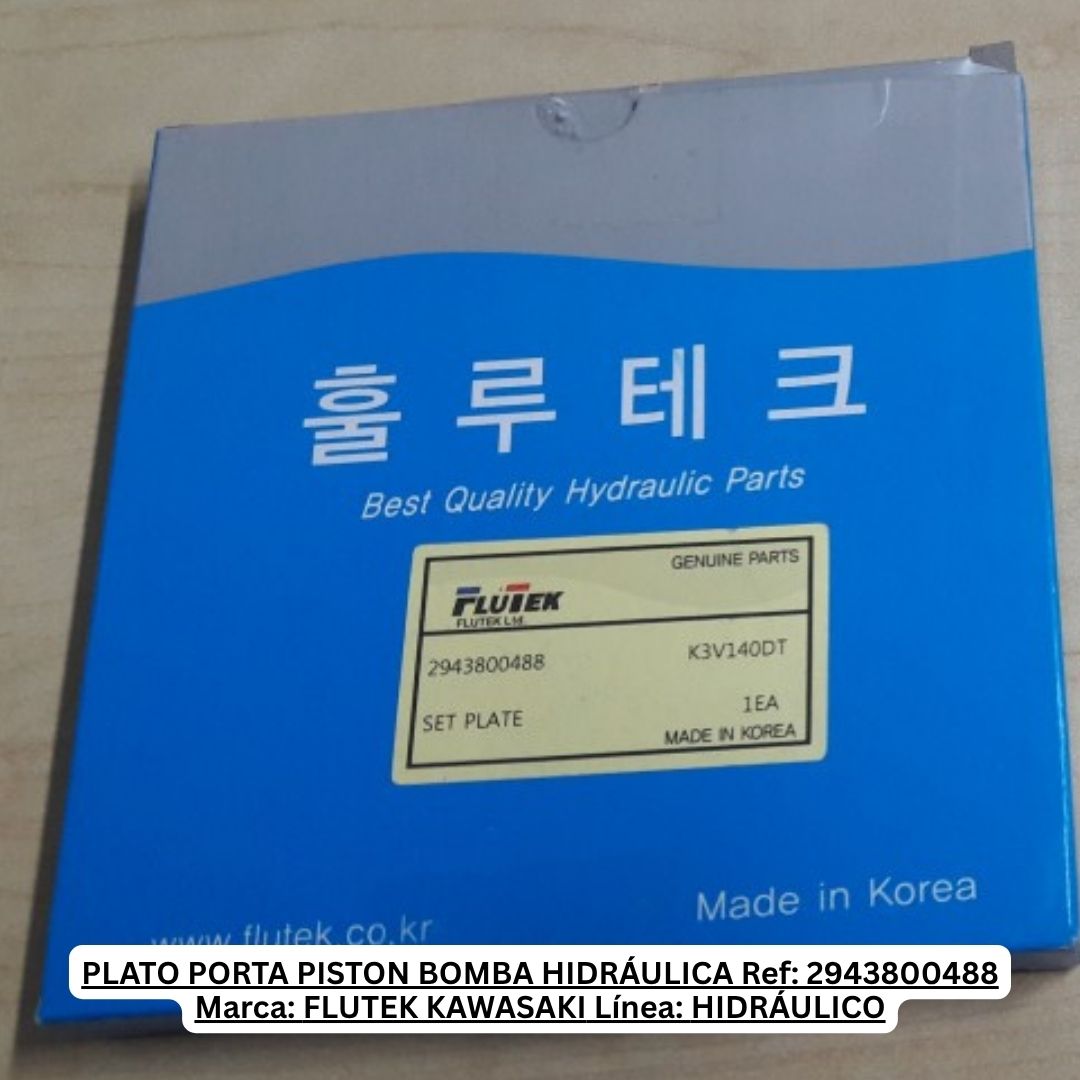 훌루테크
Best Quality Hydraulic Parts
GENUINE PARTS
FLUTEK
FLUTEK Ltd.
2943800488 K3V140DT
SET PLATE 1EA
MADE IN KOREA
Made in Korea
www.flutek.co.kr
PLATO PORTA PISTON BOMBA HIDRÁULICA Ref: 2943800488
Marca: FLUTEK KAWASAKI Línea: HIDRÁULICO